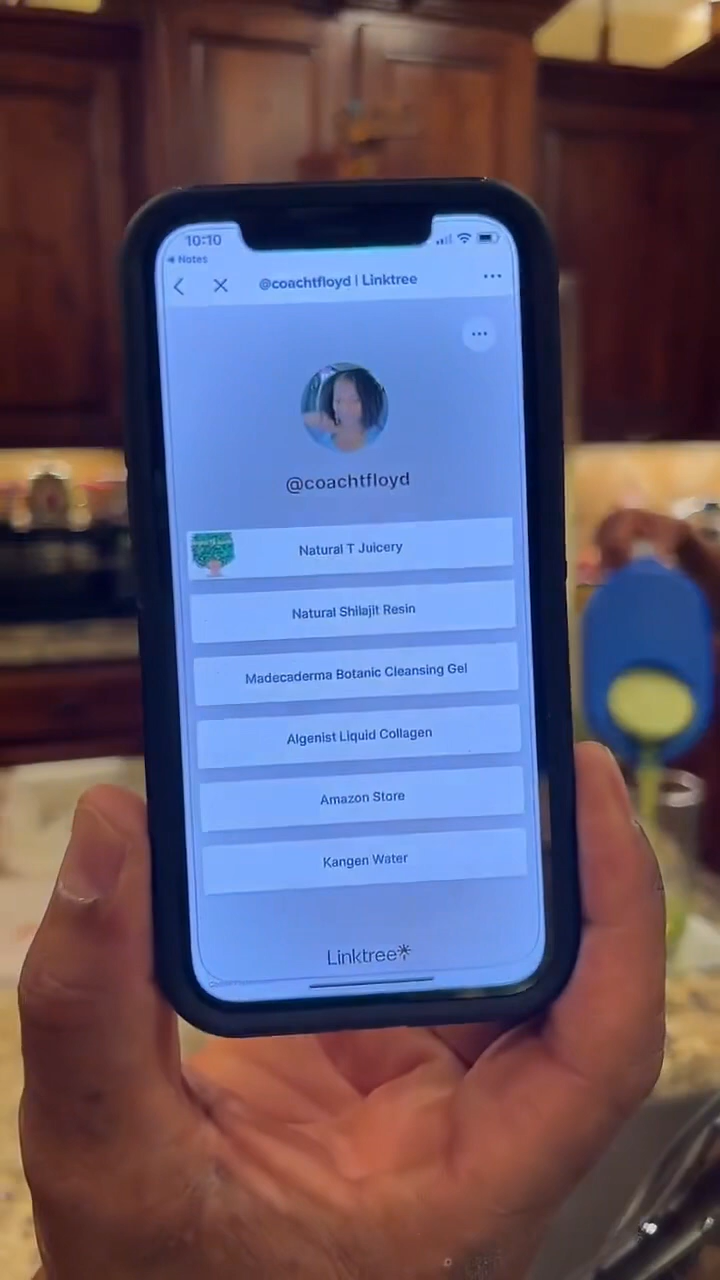 10:10
Notes
@coachtfloyd | Linktree
@coachtfloyd
Natural T Juicery
Natural Shilajit Resin
Madecaderma Botanic Cleansing Gel
Algenist Liquid Collagen
Amazon Store
Kangen Water
Linktree